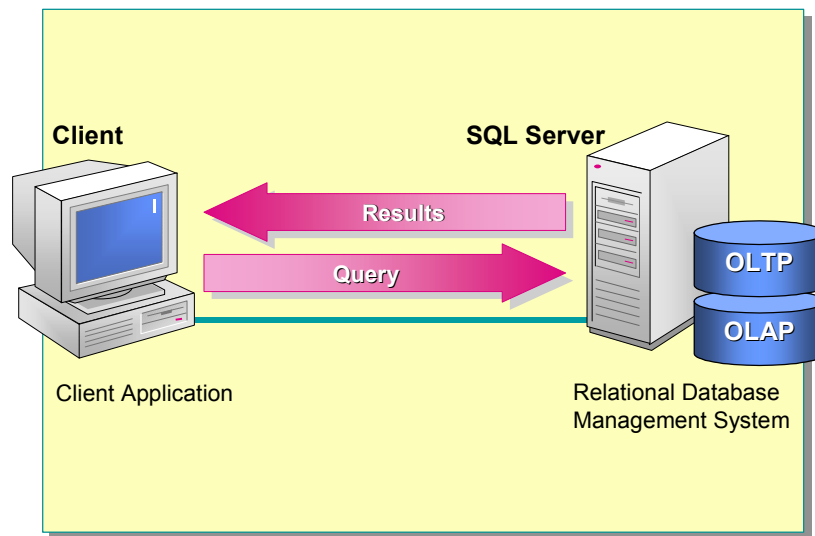 Client
SQL Server
Results
Query
OLTP
OLAP
Client Application
Relational Database
Management System